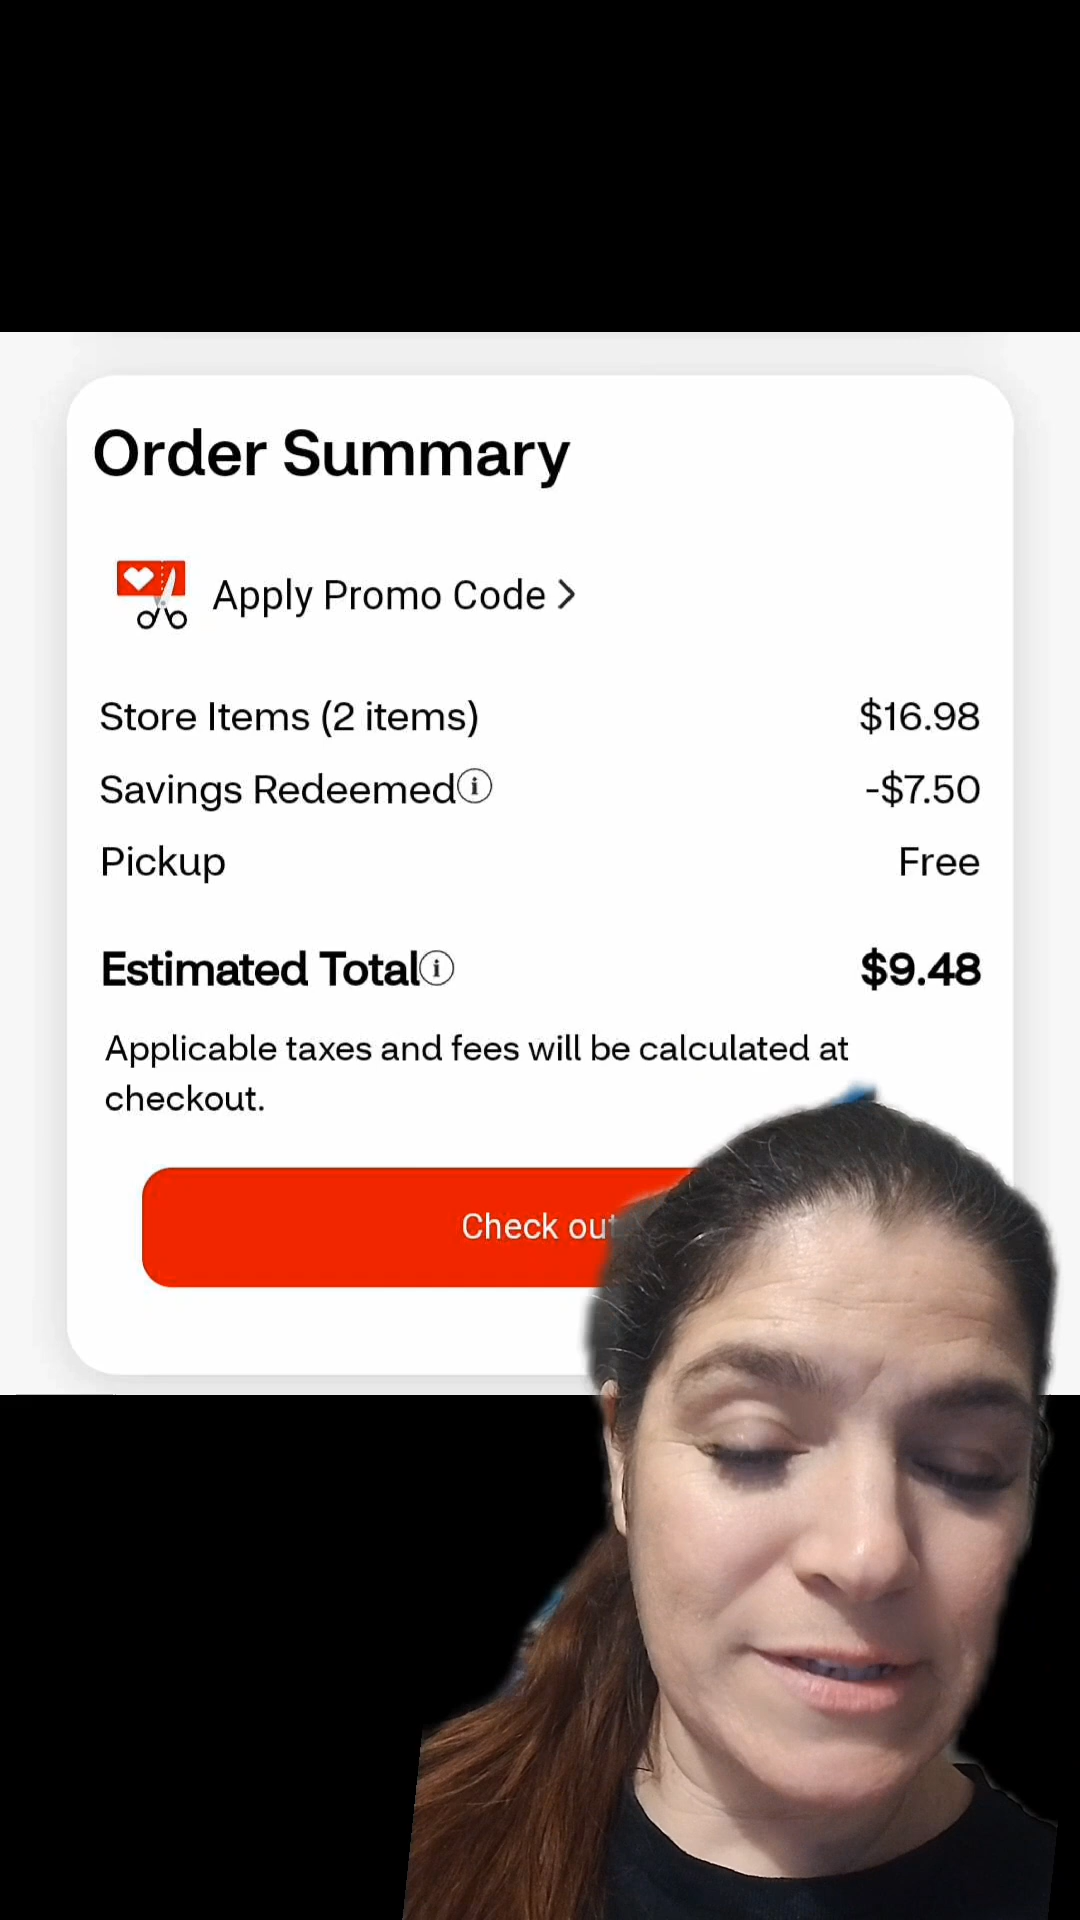 Order Summary
Apply Promo Code >
Store Items (2 items) $16.98
Savings Redeemed ⓘ -$7.50
Pickup Free
Estimated Total ⓘ $9.48
Applicable taxes and fees will be calculated at
checkout.
Check out